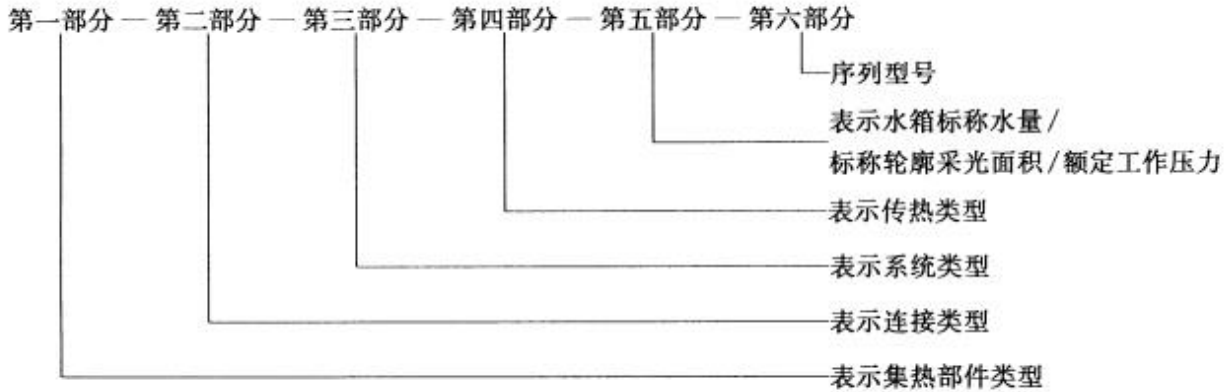 第一部分 — 第二部分 — 第三部分 — 第四部分 — 第五部分 — 第六部分
序列型号
表示水箱标称水量/
标称轮廓采光面积/额定工作压力
表示传热类型
表示系统类型
表示连接类型
表示集热部件类型